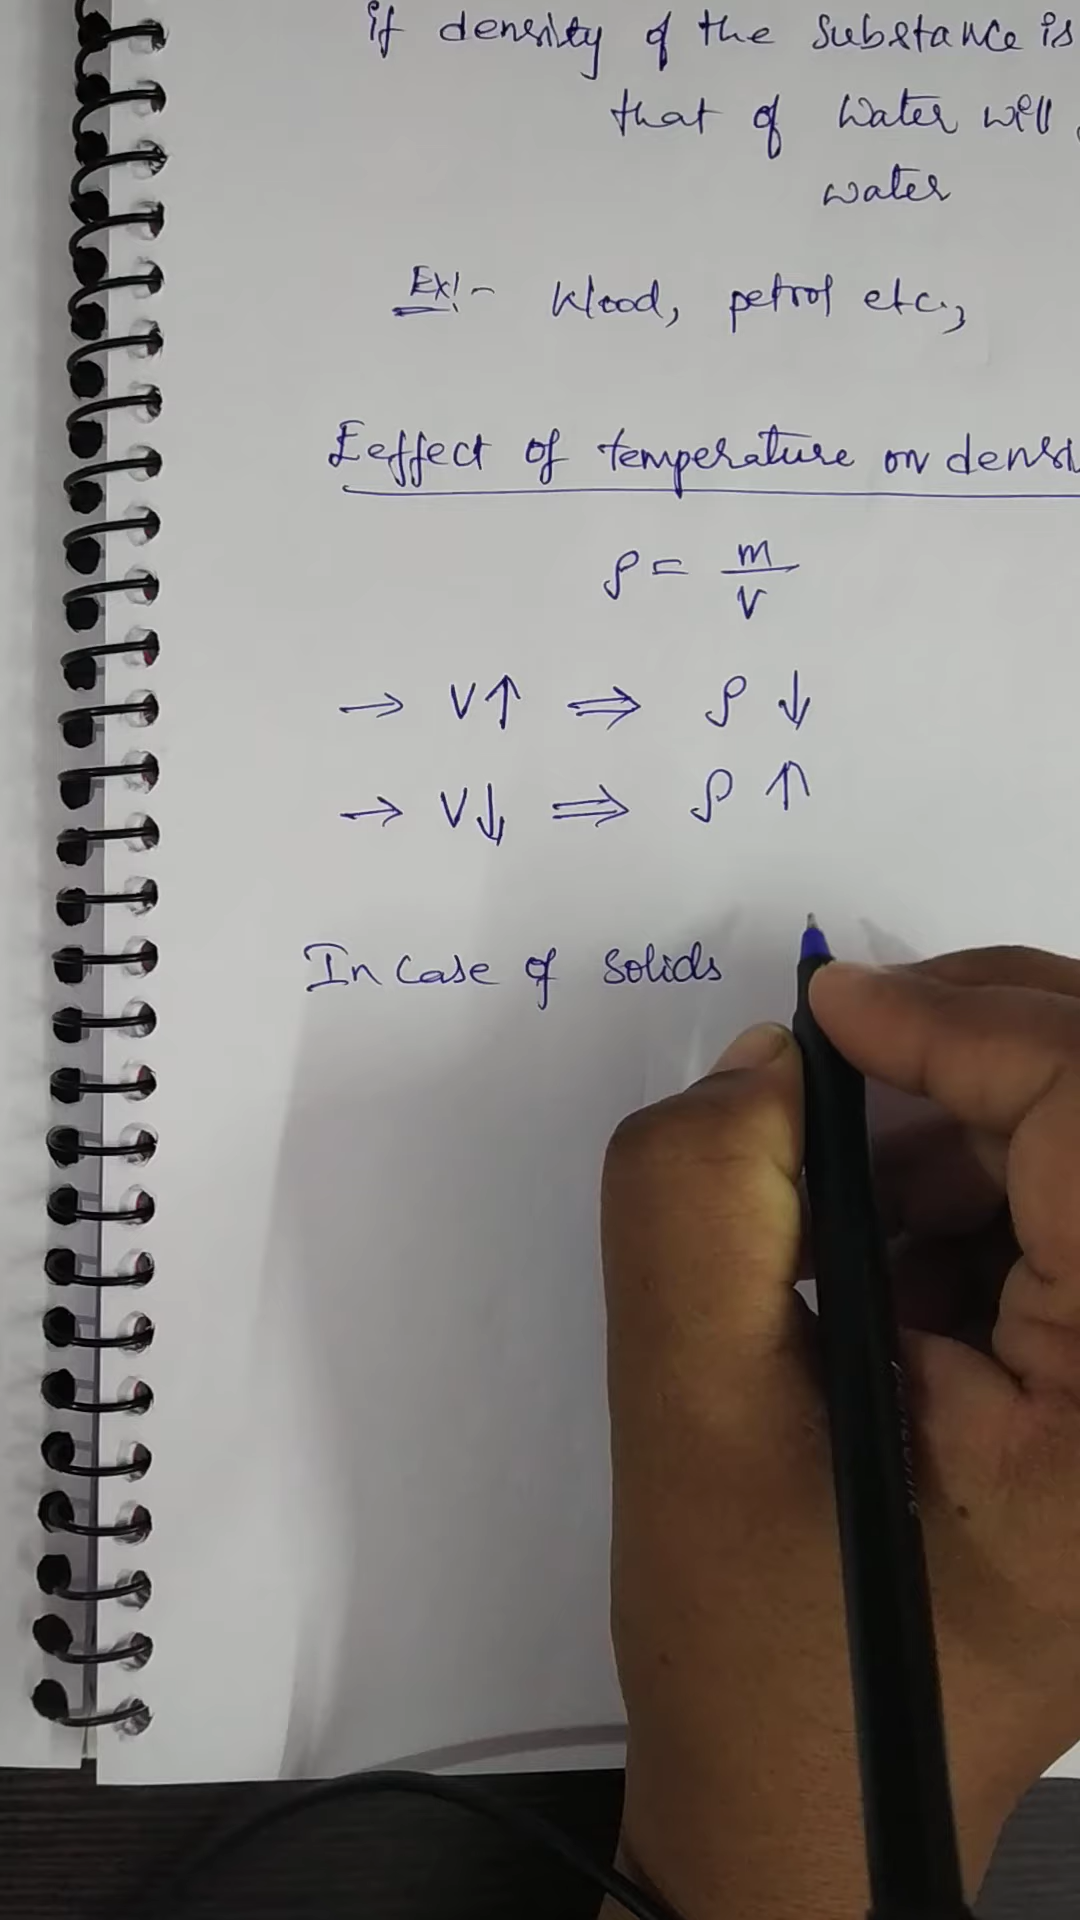 if density of the substance is
that of water will
water
Ex:- Wood, petrol etc.,
Eeffect of temperature on densi
ρ = m/v
→ V↑ ⇒ ρ ↓
→ V↓ ⇒ ρ ↑
In case of solids